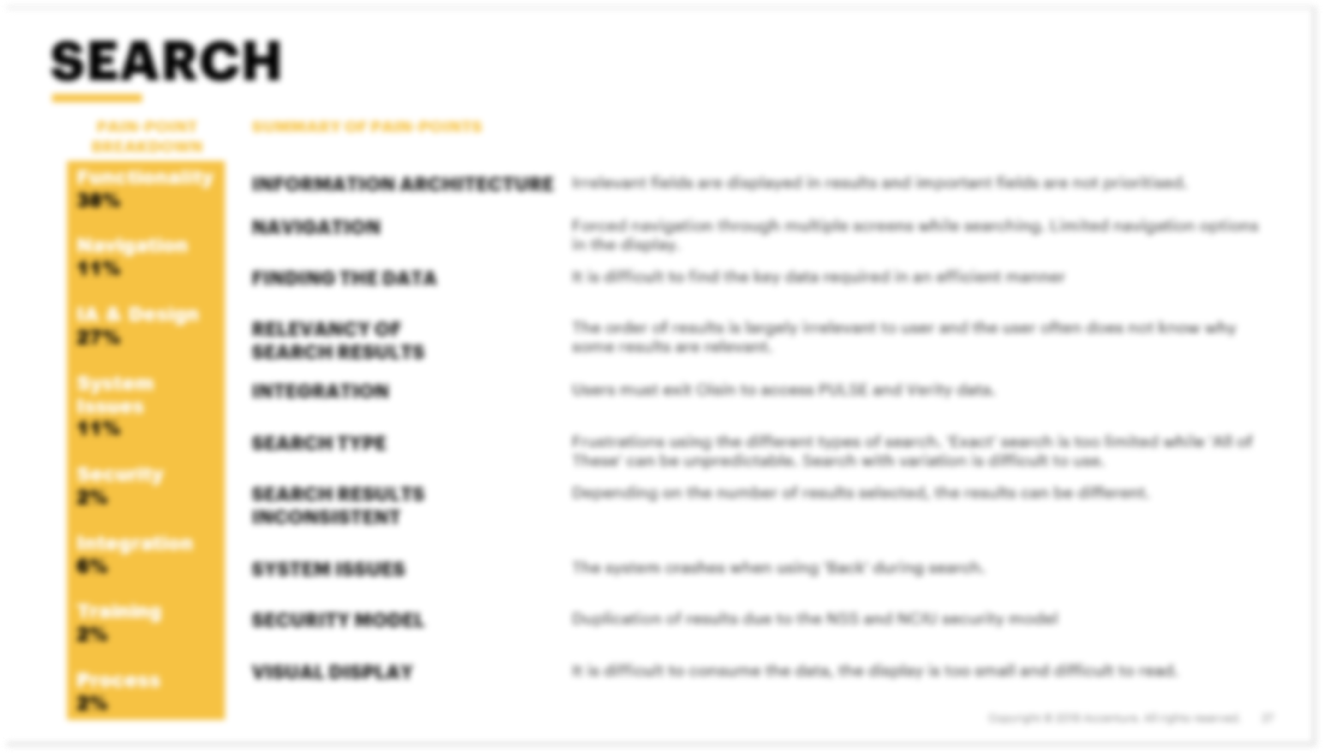 SEARCH
PAIN-POINT
BREAKDOWN
SUMMARY OF PAIN-POINTS
Functionality
38%
Navigation
11%
IA & Design
27%
System
Issues
11%
Security
2%
Integration
6%
Training
2%
Process
2%
INFORMATION ARCHITECTURE
Irrelevant fields are displayed in results and important fields are not prioritised.
NAVIGATION
Forced navigation through multiple screens while searching. Limited navigation options
in the display.
FINDING THE DATA
It is difficult to find the key data required in an efficient manner
RELEVANCY OF
SEARCH RESULTS
The order of results is largely irrelevant to user and the user often does not know why
some results are relevant.
INTEGRATION
Users must exit to access PULSE and Verity data.
SEARCH TYPE
Frustrations using the different types of search. 'Exact' search is too limited while 'All of
These' can be unpredictable. Search with variation is difficult to use.
SEARCH RESULTS
INCONSISTENT
Depending on the number of results selected, the results can be different.
SYSTEM ISSUES
The system crashes when using 'Back' during search.
SECURITY MODEL
Duplication of results due to the NSS and security model
VISUAL DISPLAY
It is difficult to consume the data, the display is too small and difficult to read.
Copyright © Accenture. All rights reserved.